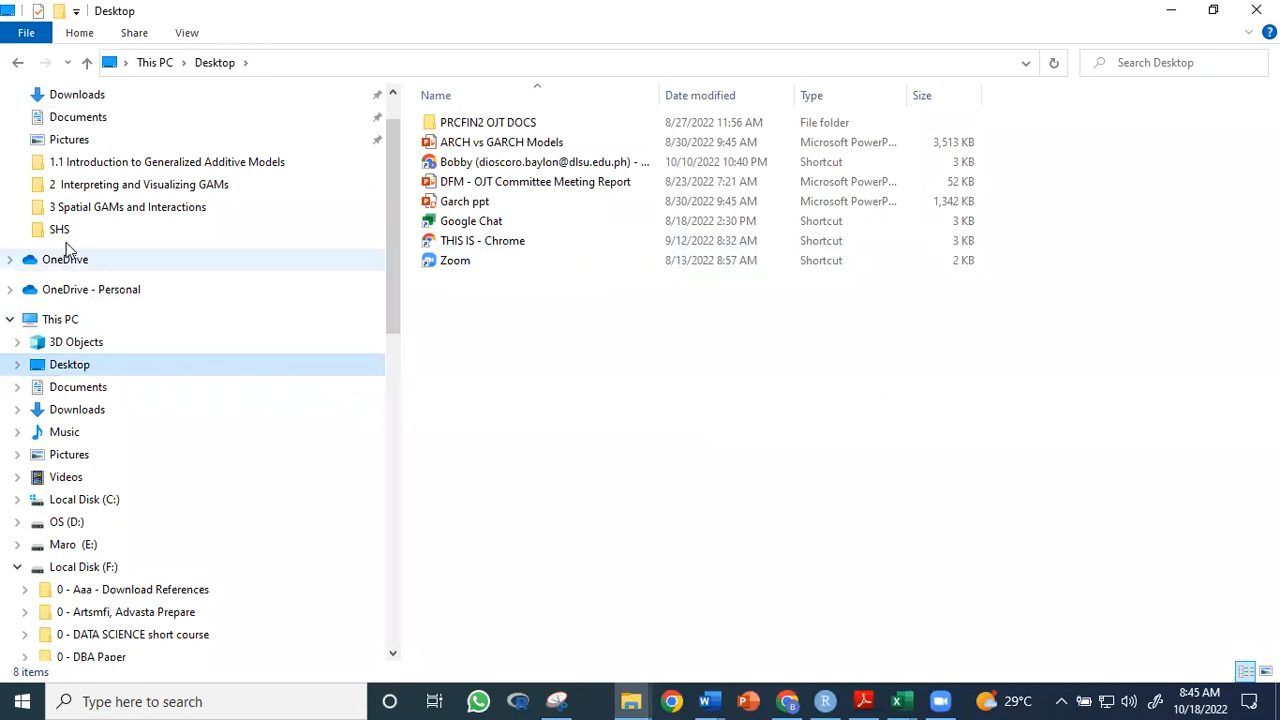 Desktop
File Home Share View
This PC Desktop Search Desktop
Downloads
Documents
Pictures
1.1 Introduction to Generalized Additive Models
2 Interpreting and Visualizing GAMs
3 Spatial GAMs and Interactions
SHS
OneDrive
OneDrive - Personal
This PC
3D Objects
Desktop
Documents
Downloads
Music
Pictures
Videos
Local Disk (C:)
OS (D:)
Maro (E:)
Local Disk (F:)
0 - Aaa - Download References
0 - Artsmfi, Advasta Prepare
0 - DATA SCIENCE short course
0 - DBA Paper
Name Date modified Type Size
PRCFIN2 OJT DOCS 8/27/2022 11:56 AM File folder
ARCH vs GARCH Models 8/30/2022 9:45 AM Microsoft PowerP... 3,513 KB
Bobby (dioscoro.baylon@dlsu.edu.ph) - ... 10/10/2022 10:40 PM Shortcut 3 KB
DFM - OJT Committee Meeting Report 8/23/2022 7:21 AM Microsoft PowerP... 52 KB
Garch ppt 8/30/2022 9:45 AM Microsoft PowerP... 1,342 KB
Google Chat 8/18/2022 2:30 PM Shortcut 3 KB
THIS IS - Chrome 9/12/2022 8:32 AM Shortcut 3 KB
Zoom 8/13/2022 8:57 AM Shortcut 2 KB
8 items
Type here to search
29°C
8:45 AM
10/18/2022